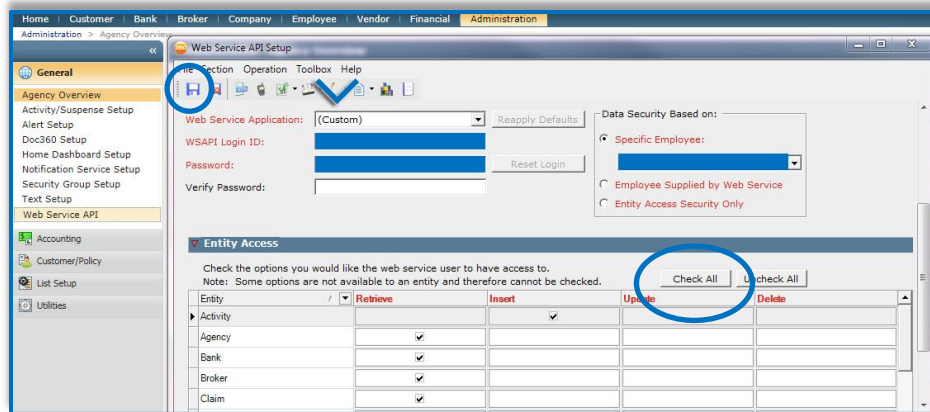 Home Customer Bank Broker Company Employee Vendor Financial Administration
Administration > Agency Overview
«
Web Service API Setup
General
File Section Operation Toolbox Help
Agency Overview
Activity/Suspense Setup
Alert Setup
Doc360 Setup
Home Dashboard Setup
Notification Service Setup
Security Group Setup
Text Setup
Web Service API
Accounting
Customer/Policy
List Setup
Utilities
Web Service Application: (Custom) Reapply Defaults
WSAPI Login ID:
Password: Reset Login
Verify Password:
Data Security Based on:
Specific Employee:
Employee Supplied by Web Service
Entity Access Security Only
Entity Access
Check the options you would like the web service user to have access to.
Note: Some options are not available to an entity and therefore cannot be checked.
Check All Uncheck All
Entity / Retrieve Insert Update Delete
Activity
Agency
Bank
Broker
Claim